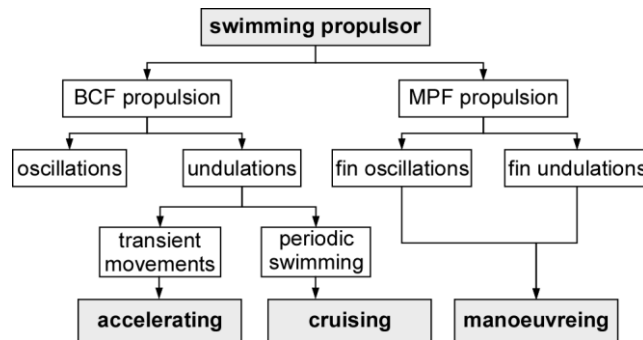 swimming propulsor
BCF propulsion
MPF propulsion
oscillations
undulations
fin oscillations
fin undulations
transient
movements
periodic
swimming
accelerating
cruising
manoeuvreing